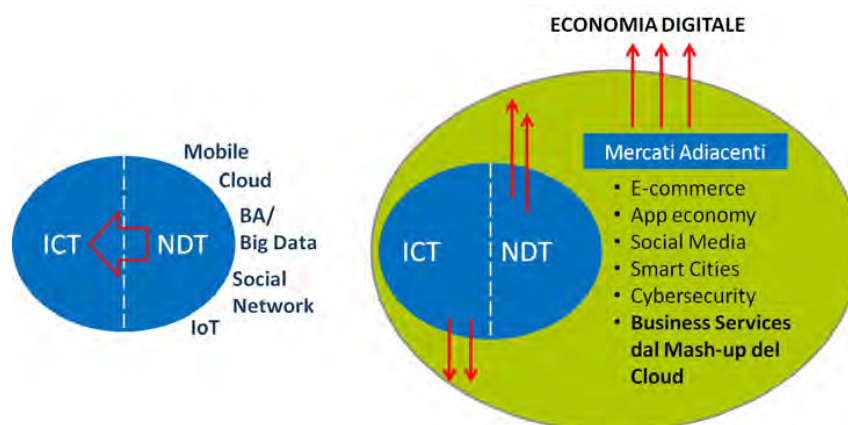 ECONOMIA DIGITALE
Mobile
Cloud
BA/
Big Data
Social
Network
IoT
ICT
NDT
ICT
NDT
Mercati Adiacenti
• E-commerce
• App economy
• Social Media
• Smart Cities
• Cybersecurity
• Business Services
dal Mash-up del
Cloud